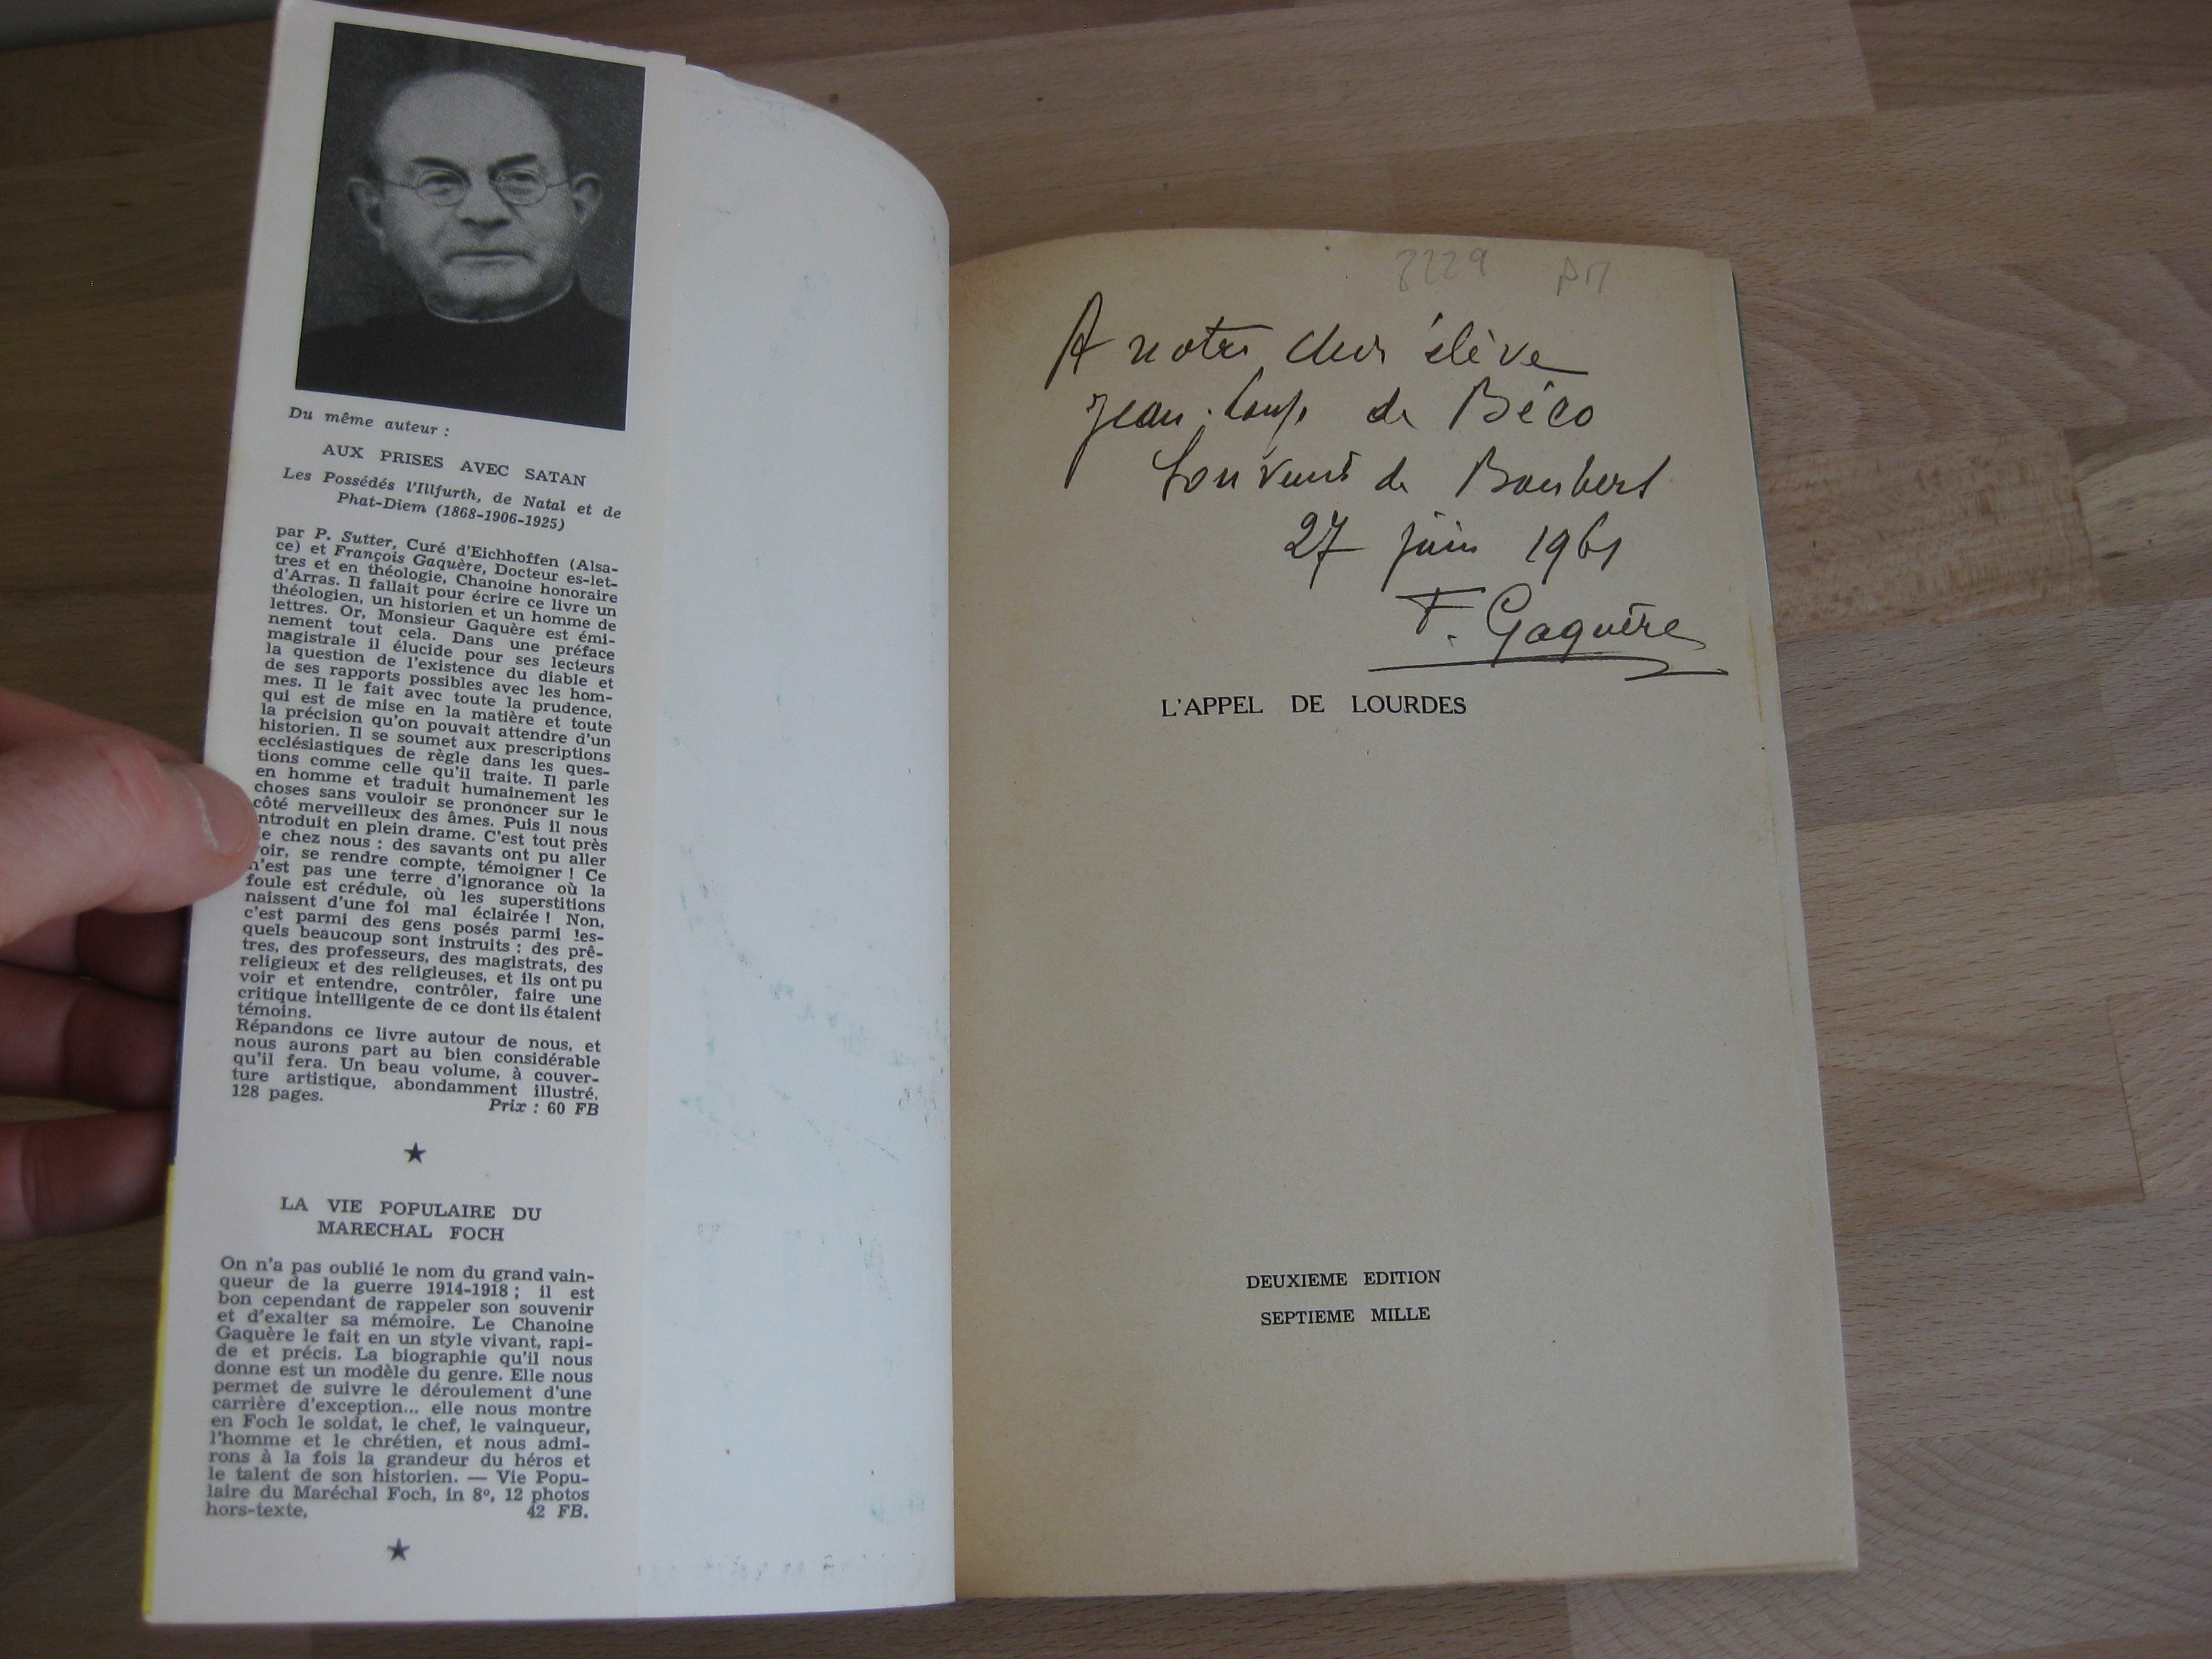 Du même auteur :
AUX PRISES AVEC SATAN
Les Possédés l'Illfurth, de Natal et de
Phat-Diem (1868-1906-1925)
par P. Sutter, Curé d'Eichhoffen (Alsa-
ce) et François Gaquère, Docteur es-let-
tres et en théologie, Chanoine honoraire
d'Arras. Il fallait pour écrire ce livre un
théologien, un historien et un homme de
lettres. Or, Monsieur Gaquère est émi-
nement tout cela. Dans une préface
magistrale il élucide pour ses lecteurs
la question de l'existence du diable et
de ses rapports possibles avec les hom-
mes. Il le fait avec toute la prudence,
qui est de mise en la matière et toute
la précision qu'on pouvait attendre d'un
historien. Il se soumet aux prescriptions
ecclésiastiques de règle dans les ques-
tions comme celle qu'il traite. Il parle
en homme et traduit humainement les
choses sans vouloir se prononcer sur le
côté merveilleux des âmes. Puis il nous
ntroduit en plein drame. C'est tout près
e chez nous : des savants ont pu aller
oir, se rendre compte, témoigner ! Ce
n'est pas une terre d'ignorance où la
foule est crédule, où les superstitions
naissent d'une foi mal éclairée ! Non,
c'est parmi des gens posés parmi les-
quels beaucoup sont instruits : des prê-
tres, des professeurs, des magistrats, des
religieux et des religieuses, et ils ont pu
voir et entendre, contrôler, faire une
critique intelligente de ce dont ils étaient
témoins.
Répandons ce livre autour de nous, et
nous aurons part au bien considérable
qu'il fera. Un beau volume, à couver-
ture artistique, abondamment illustré.
128 pages. Prix : 60 FB
LA VIE POPULAIRE DU
MARECHAL FOCH
On n'a pas oublié le nom du grand vain-
queur de la guerre 1914-1918 ; il est
bon cependant de rappeler son souvenir
et d'exalter sa mémoire. Le Chanoine
Gaquère le fait en un style vivant, rapi-
de et précis. La biographie qu'il nous
donne est un modèle du genre. Elle nous
permet de suivre le déroulement d'une
carrière d'exception... elle nous montre
en Foch le soldat, le chef, le vainqueur,
l'homme et le chrétien, et nous admi-
rons à la fois la grandeur du héros et
le talent de son historien. — Vie Popu-
laire du Maréchal Foch, in 8°, 12 photos
hors-texte, 42 FB.
8229
A notre cher élève
Jean-Loup de Béco
Souvenir de Boubert
27 juin 1961
F. Gaquère
L'APPEL DE LOURDES
DEUXIEME EDITION
SEPTIEME MILLE